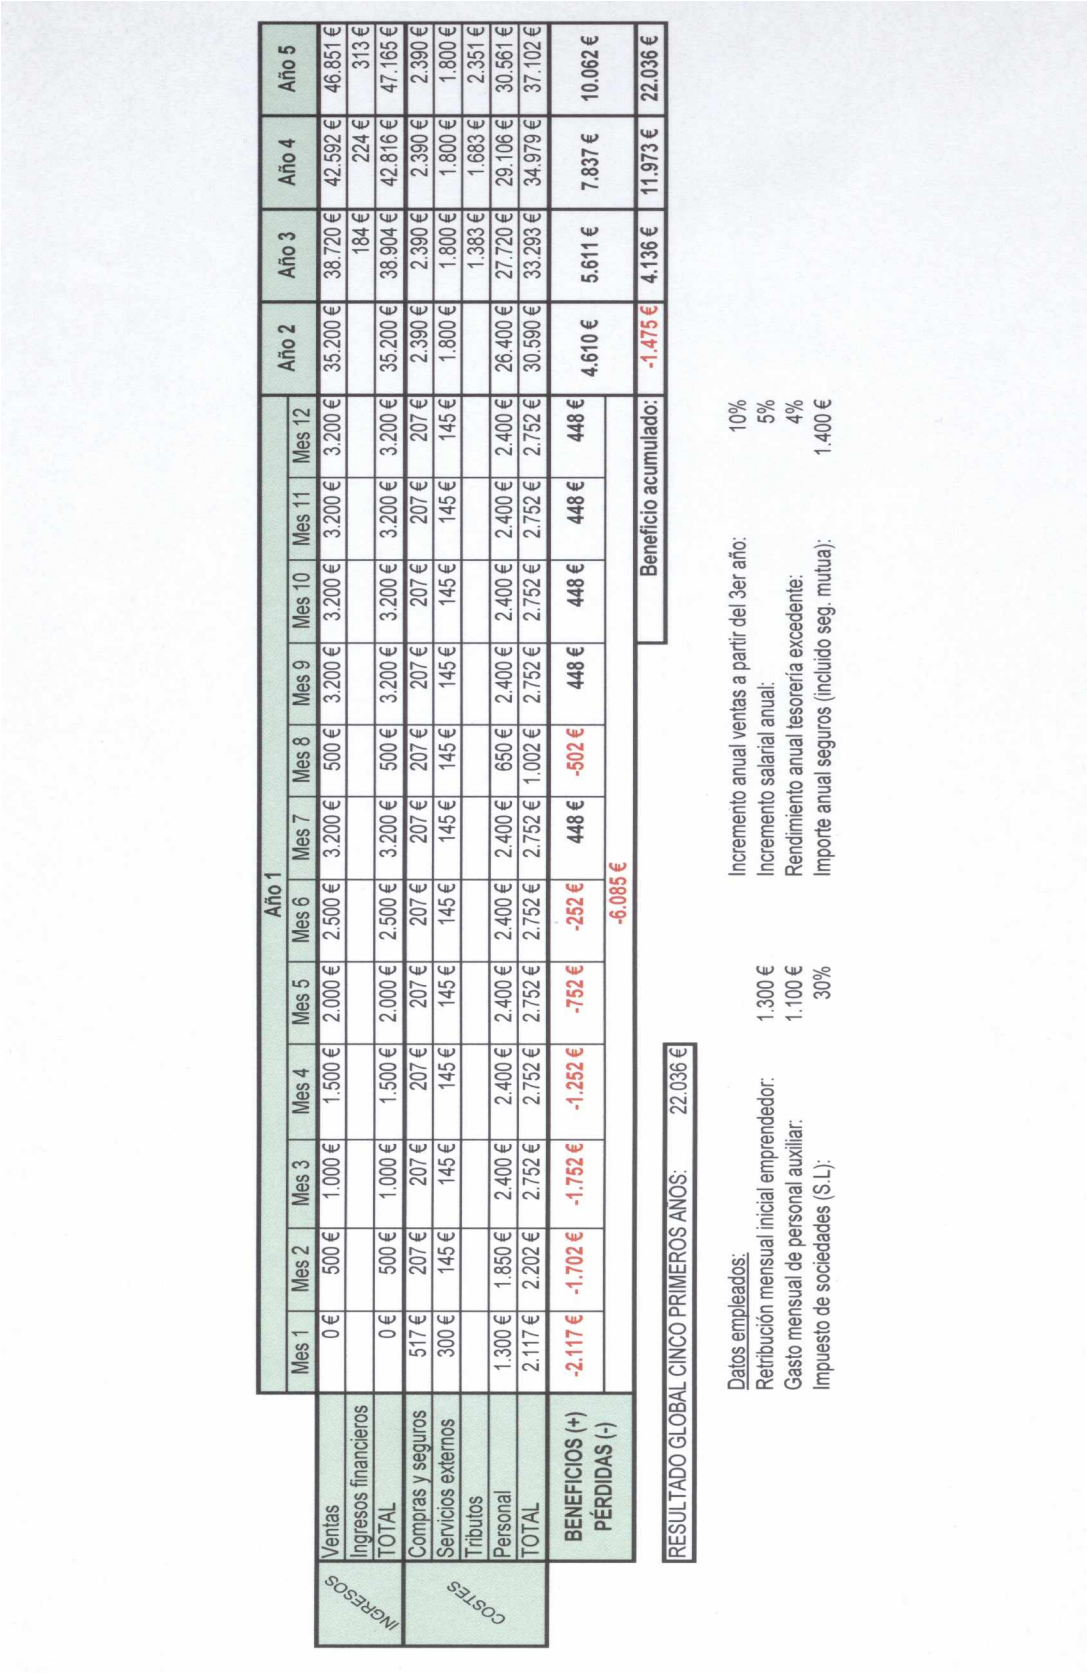 Año 1 Año 2 Año 3 Año 4 Año 5
Mes 1 Mes 2 Mes 3 Mes 4 Mes 5 Mes 6 Mes 7 Mes 8 Mes 9 Mes 10 Mes 11 Mes 12
INGRESOS
Ventas 0 € 500 € 1.000 € 1.500 € 2.000 € 2.500 € 3.200 € 500 € 3.200 € 3.200 € 3.200 € 3.200 € 35.200 € 38.720 € 42.592 € 46.851 €
Ingresos financieros 184 € 224 € 313 €
TOTAL 0 € 500 € 1.000 € 1.500 € 2.000 € 2.500 € 3.200 € 500 € 3.200 € 3.200 € 3.200 € 3.200 € 35.200 € 38.904 € 42.816 € 47.165 €
COSTES
Compras y seguros 517 € 207 € 207 € 207 € 207 € 207 € 207 € 207 € 207 € 207 € 207 € 207 € 2.390 € 2.390 € 2.390 € 2.390 €
Servicios externos 300 € 145 € 145 € 145 € 145 € 145 € 145 € 145 € 145 € 145 € 145 € 145 € 1.800 € 1.800 € 1.800 € 1.800 €
Tributos 1.383 € 1.683 € 2.351 €
Personal 1.300 € 1.850 € 2.400 € 2.400 € 2.400 € 2.400 € 2.400 € 650 € 2.400 € 2.400 € 2.400 € 2.400 € 26.400 € 27.720 € 29.106 € 30.561 €
TOTAL 2.117 € 2.202 € 2.752 € 2.752 € 2.752 € 2.752 € 2.752 € 1.002 € 2.752 € 2.752 € 2.752 € 2.752 € 30.590 € 33.293 € 34.979 € 37.102 €
BENEFICIOS (+)
PÉRDIDAS (-)
-2.117 € -1.702 € -1.752 € -1.252 € -752 € -252 € 448 € -502 € 448 € 448 € 448 € 448 € 4.610 € 5.611 € 7.837 € 10.062 €
-6.085 €
Beneficio acumulado: -1.475 € 4.136 € 11.973 € 22.036 €
RESULTADO GLOBAL CINCO PRIMEROS AÑOS: 22.036 €
Datos empleados:
Incremento anual ventas a partir del 3er año: 10%
Retribución mensual inicial emprendedor: 1.300 €
Incremento salarial anual: 5%
Gasto mensual de personal auxiliar: 1.100 €
Rendimiento anual tesorería excedente: 4%
Impuesto de sociedades (S.L): 30%
Importe anual seguros (incluido seg. mutua): 1.400 €